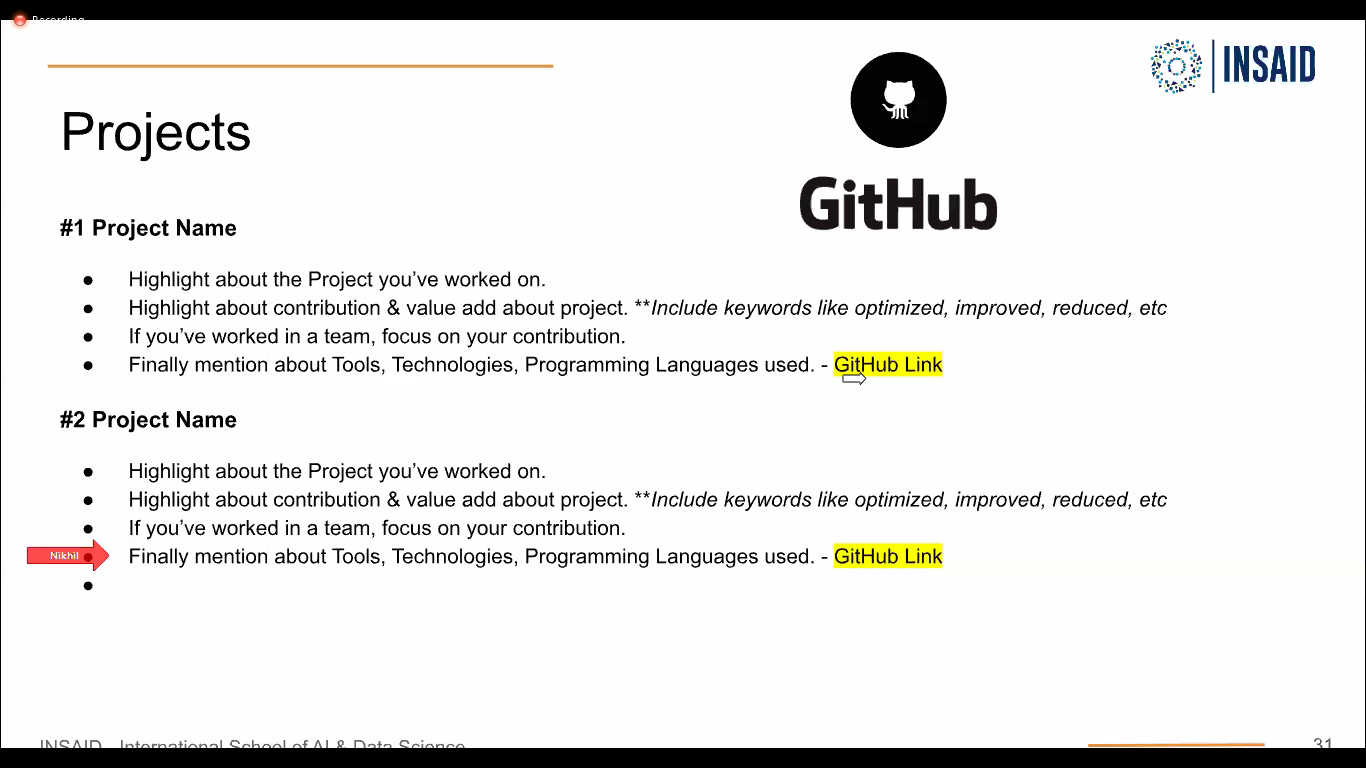 Recording
INSAID
Projects
GitHub
#1 Project Name
● Highlight about the Project you’ve worked on.
● Highlight about contribution & value add about project. **Include keywords like optimized, improved, reduced, etc
● If you’ve worked in a team, focus on your contribution.
● Finally mention about Tools, Technologies, Programming Languages used. - GitHub Link
#2 Project Name
● Highlight about the Project you’ve worked on.
● Highlight about contribution & value add about project. **Include keywords like optimized, improved, reduced, etc
● If you’ve worked in a team, focus on your contribution.
Nikhil
● Finally mention about Tools, Technologies, Programming Languages used. - GitHub Link
●
INSAID - International School of AI & Data Science
31